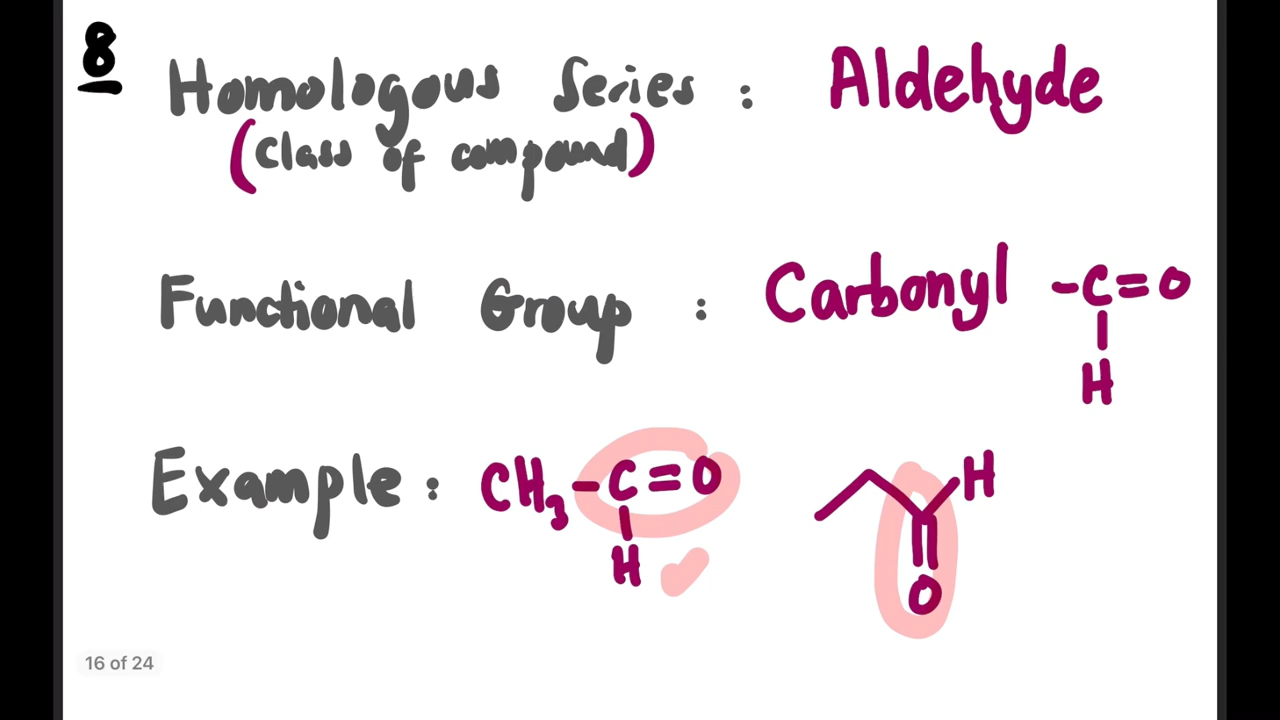 8
Homologous Series : Aldehyde
(Class of compound)
Functional Group : Carbonyl -C=O
H
Example : CH₃-C=O H
H O
16 of 24